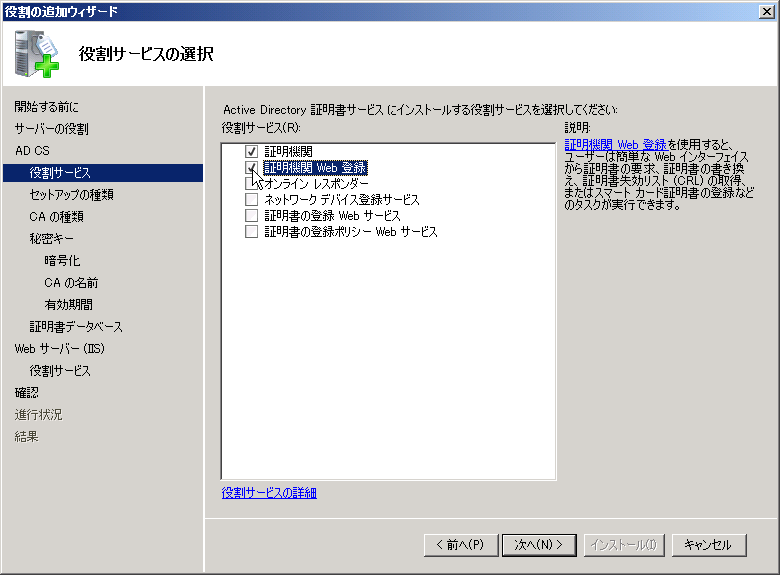 役割の追加ウィザード
役割サービスの選択
開始する前に
サーバーの役割
AD CS
役割サービス
セットアップの種類
CA の種類
秘密キー
暗号化
CA の名前
有効期間
証明書データベース
Web サーバー (IIS)
役割サービス
確認
進行状況
結果
Active Directory 証明書サービス にインストールする役割サービスを選択してください:
役割サービス(R):
証明機関
証明機関 Web 登録
オンライン レスポンダー
ネットワーク デバイス登録サービス
証明書の登録 Web サービス
証明書の登録ポリシー Web サービス
役割サービスの詳細
説明:
証明機関 Web 登録を使用すると、
ユーザーは簡単な Web インターフェイス
から証明書の要求、証明書の書き換
え、証明書失効リスト (CRL) の取得、
またはスマート カード証明書の登録など
のタスクが実行できます。
< 前へ(P)
次へ(N) >
インストール(I)
キャンセル